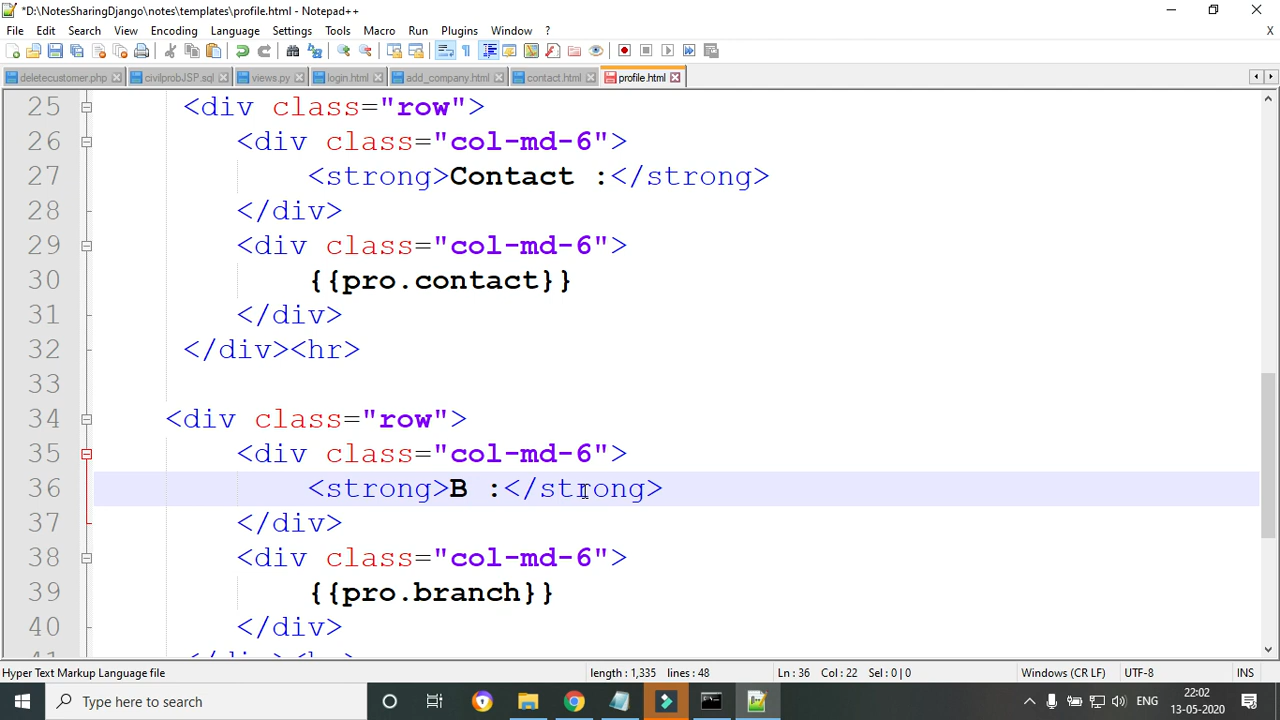 *D:\NotesSharingDjango\notes\templates\profile.html - Notepad++
File Edit Search View Encoding Language Settings Tools Macro Run Plugins Window ? X
deletecustomer.php civilprobJSP.sql views.py login.html add_company.html contact.html profile.html
25 <div class="row">
26 <div class="col-md-6">
27 <strong>Contact :</strong>
28 </div>
29 <div class="col-md-6">
30 {{pro.contact}}
31 </div>
32 </div><hr>
33
34 <div class="row">
35 <div class="col-md-6">
36 <strong>B :</strong>
37 </div>
38 <div class="col-md-6">
39 {{pro.branch}}
40 </div>
41 </div><hr>
Hyper Text Markup Language file length : 1,335 lines : 48 Ln : 36 Col : 22 Sel : 0 | 0 Windows (CR LF) UTF-8 INS
Type here to search ENG 22:02
13-05-2020